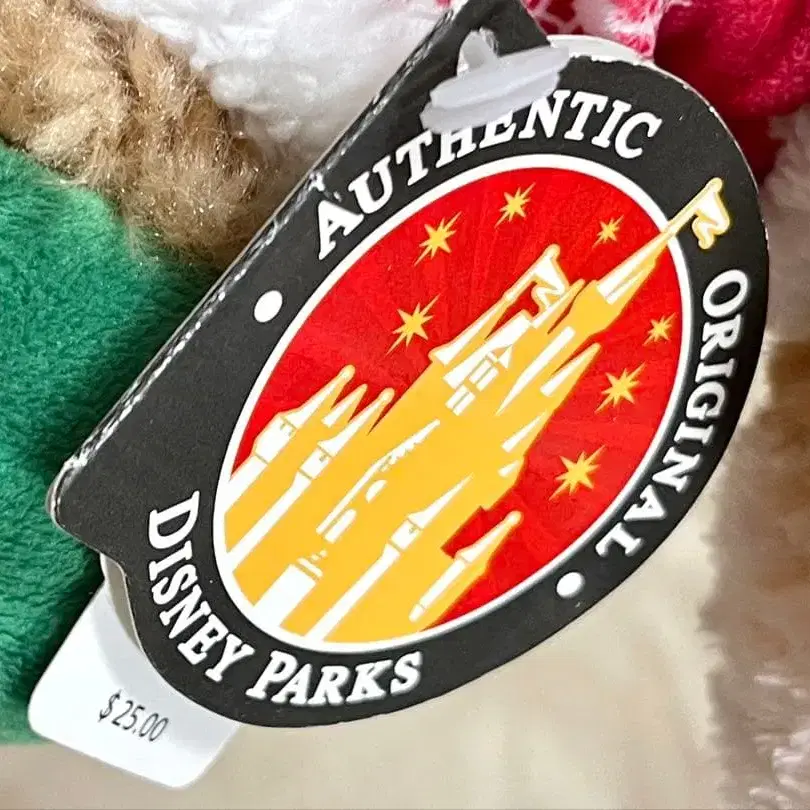 AUTHENTIC
ORIGINAL
DISNEY PARKS
$25.00